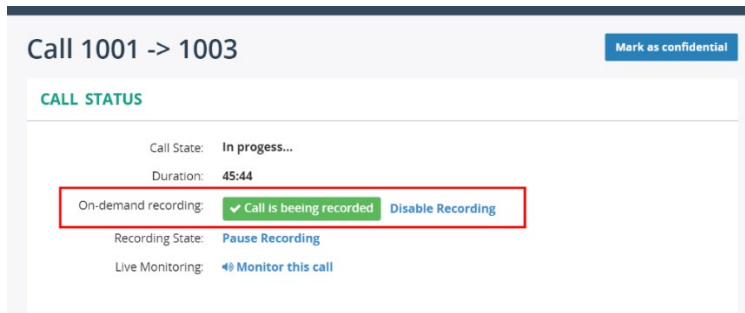 Call 1001 -> 1003
Mark as confidential
CALL STATUS
Call State: In progess...
Duration: 45:44
On-demand recording: ✔ Call is beeing recorded Disable Recording
Recording State: Pause Recording
Live Monitoring: Monitor this call